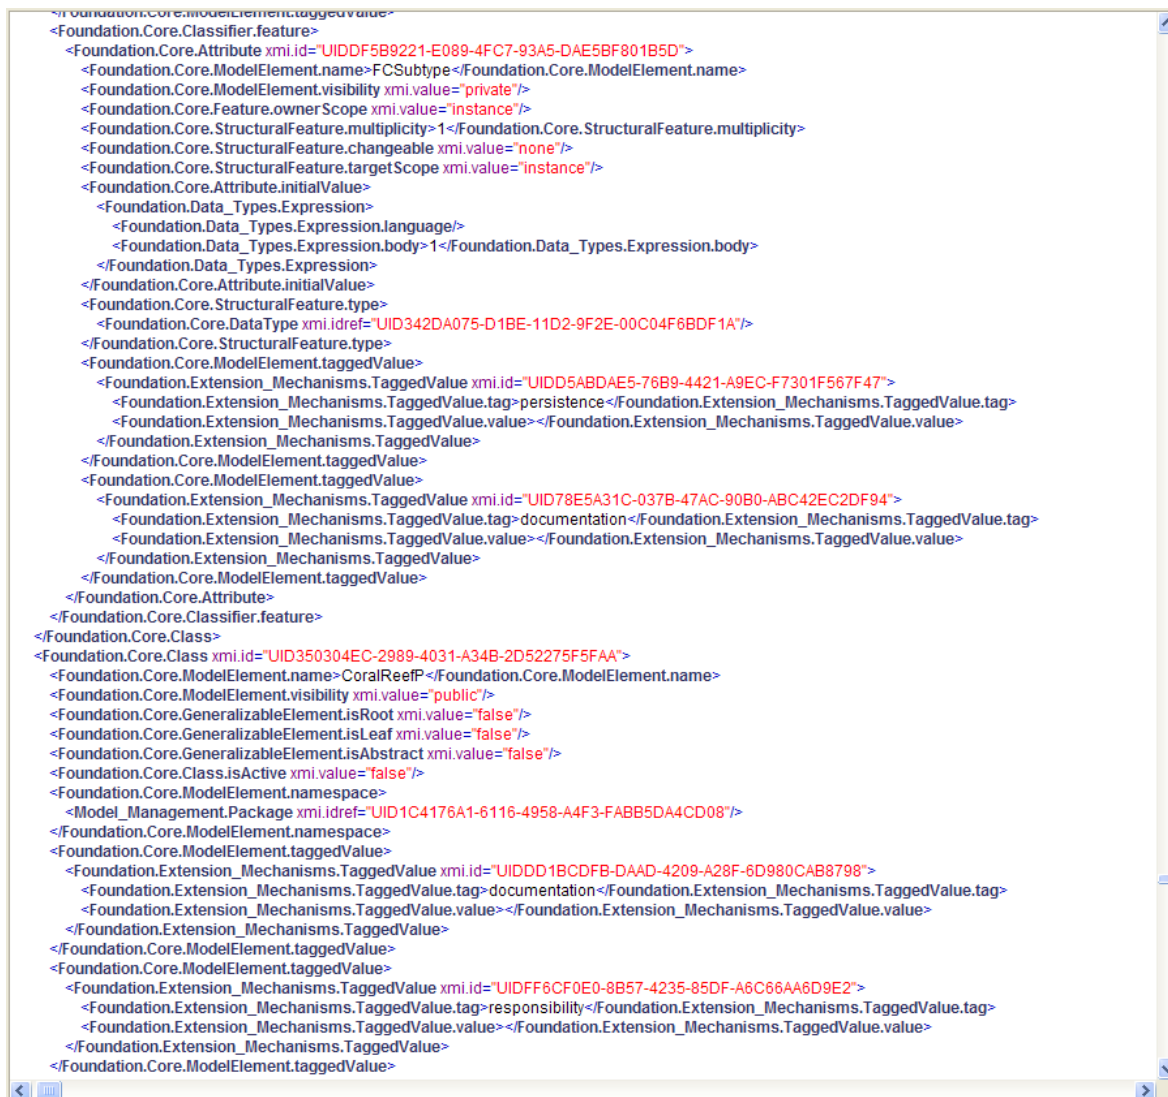 </Foundation.Core.ModelElement.taggedValue>
<Foundation.Core.Classifier.feature>
<Foundation.Core.Attribute xmi.id="UIDDF5B9221-E089-4FC7-93A5-DAE5BF801B5D">
<Foundation.Core.ModelElement.name>FCSubtype</Foundation.Core.ModelElement.name>
<Foundation.Core.ModelElement.visibility xmi.value="private"/>
<Foundation.Core.Feature.ownerScope xmi.value="instance"/>
<Foundation.Core.StructuralFeature.multiplicity>1</Foundation.Core.StructuralFeature.multiplicity>
<Foundation.Core.StructuralFeature.changeable xmi.value="none"/>
<Foundation.Core.StructuralFeature.targetScope xmi.value="instance"/>
<Foundation.Core.Attribute.initialValue>
<Foundation.Data_Types.Expression>
<Foundation.Data_Types.Expression.language/>
<Foundation.Data_Types.Expression.body>1</Foundation.Data_Types.Expression.body>
</Foundation.Data_Types.Expression>
</Foundation.Core.Attribute.initialValue>
<Foundation.Core.StructuralFeature.type>
<Foundation.Core.DataType xmi.idref="UID342DA075-D1BE-11D2-9F2E-00C04F6BDF1A"/>
</Foundation.Core.StructuralFeature.type>
<Foundation.Core.ModelElement.taggedValue>
<Foundation.Extension_Mechanisms.TaggedValue xmi.id="UIDD5ABDAE5-76B9-4421-A9EC-F7301F567F47">
<Foundation.Extension_Mechanisms.TaggedValue.tag>persistence</Foundation.Extension_Mechanisms.TaggedValue.tag>
<Foundation.Extension_Mechanisms.TaggedValue.value></Foundation.Extension_Mechanisms.TaggedValue.value>
</Foundation.Extension_Mechanisms.TaggedValue>
</Foundation.Core.ModelElement.taggedValue>
<Foundation.Core.ModelElement.taggedValue>
<Foundation.Extension_Mechanisms.TaggedValue xmi.id="UID78E5A31C-037B-47AC-90B0-ABC42EC2DF94">
<Foundation.Extension_Mechanisms.TaggedValue.tag>documentation</Foundation.Extension_Mechanisms.TaggedValue.tag>
<Foundation.Extension_Mechanisms.TaggedValue.value></Foundation.Extension_Mechanisms.TaggedValue.value>
</Foundation.Extension_Mechanisms.TaggedValue>
</Foundation.Core.ModelElement.taggedValue>
</Foundation.Core.Attribute>
</Foundation.Core.Classifier.feature>
</Foundation.Core.Class>
<Foundation.Core.Class xmi.id="UID350304EC-2989-4031-A34B-2D52275F5FAA">
<Foundation.Core.ModelElement.name>CoralReefP</Foundation.Core.ModelElement.name>
<Foundation.Core.ModelElement.visibility xmi.value="public"/>
<Foundation.Core.GeneralizableElement.isRoot xmi.value="false"/>
<Foundation.Core.GeneralizableElement.isLeaf xmi.value="false"/>
<Foundation.Core.GeneralizableElement.isAbstract xmi.value="false"/>
<Foundation.Core.Class.isActive xmi.value="false"/>
<Foundation.Core.ModelElement.namespace>
<Model_Management.Package xmi.idref="UID1C4176A1-6116-4958-A4F3-FABB5DA4CD08"/>
</Foundation.Core.ModelElement.namespace>
<Foundation.Core.ModelElement.taggedValue>
<Foundation.Extension_Mechanisms.TaggedValue xmi.id="UIDDD1BCDFB-DAAD-4209-A28F-6D980CAB8798">
<Foundation.Extension_Mechanisms.TaggedValue.tag>documentation</Foundation.Extension_Mechanisms.TaggedValue.tag>
<Foundation.Extension_Mechanisms.TaggedValue.value></Foundation.Extension_Mechanisms.TaggedValue.value>
</Foundation.Extension_Mechanisms.TaggedValue>
</Foundation.Core.ModelElement.taggedValue>
<Foundation.Core.ModelElement.taggedValue>
<Foundation.Extension_Mechanisms.TaggedValue xmi.id="UIDFF6CF0E0-8B57-4235-85DF-A6C66AA6D9E2">
<Foundation.Extension_Mechanisms.TaggedValue.tag>responsibility</Foundation.Extension_Mechanisms.TaggedValue.tag>
<Foundation.Extension_Mechanisms.TaggedValue.value></Foundation.Extension_Mechanisms.TaggedValue.value>
</Foundation.Extension_Mechanisms.TaggedValue>
</Foundation.Core.ModelElement.taggedValue>